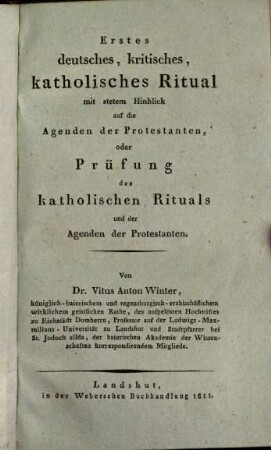 Erstes
deutsches, kritisches,
katholisches Ritual
mit stetem Hinblick
auf die
Agenden der Protestanten,
oder
Prüfung
des
katholischen Rituals
und der
Agenden der Protestanten.
Von
Dr. Vitus Anton Winter,
königlich-baierischem und regensburgisch-erzbischöflichem
wirklichem geistlichen Rathe, des aufgelösten Hochstiftes
zu Eichstädt Domherrn, Professor auf der Ludwigs-Max-
milians-Universität zu Landshut und Stadtpfarrer bei
St. Jodoch allda, der baierischen Akademie der Wissen-
schaften korrespondirendem Mitgliede.
Landshut,
in der Weberschen Buchhandlung 1811.